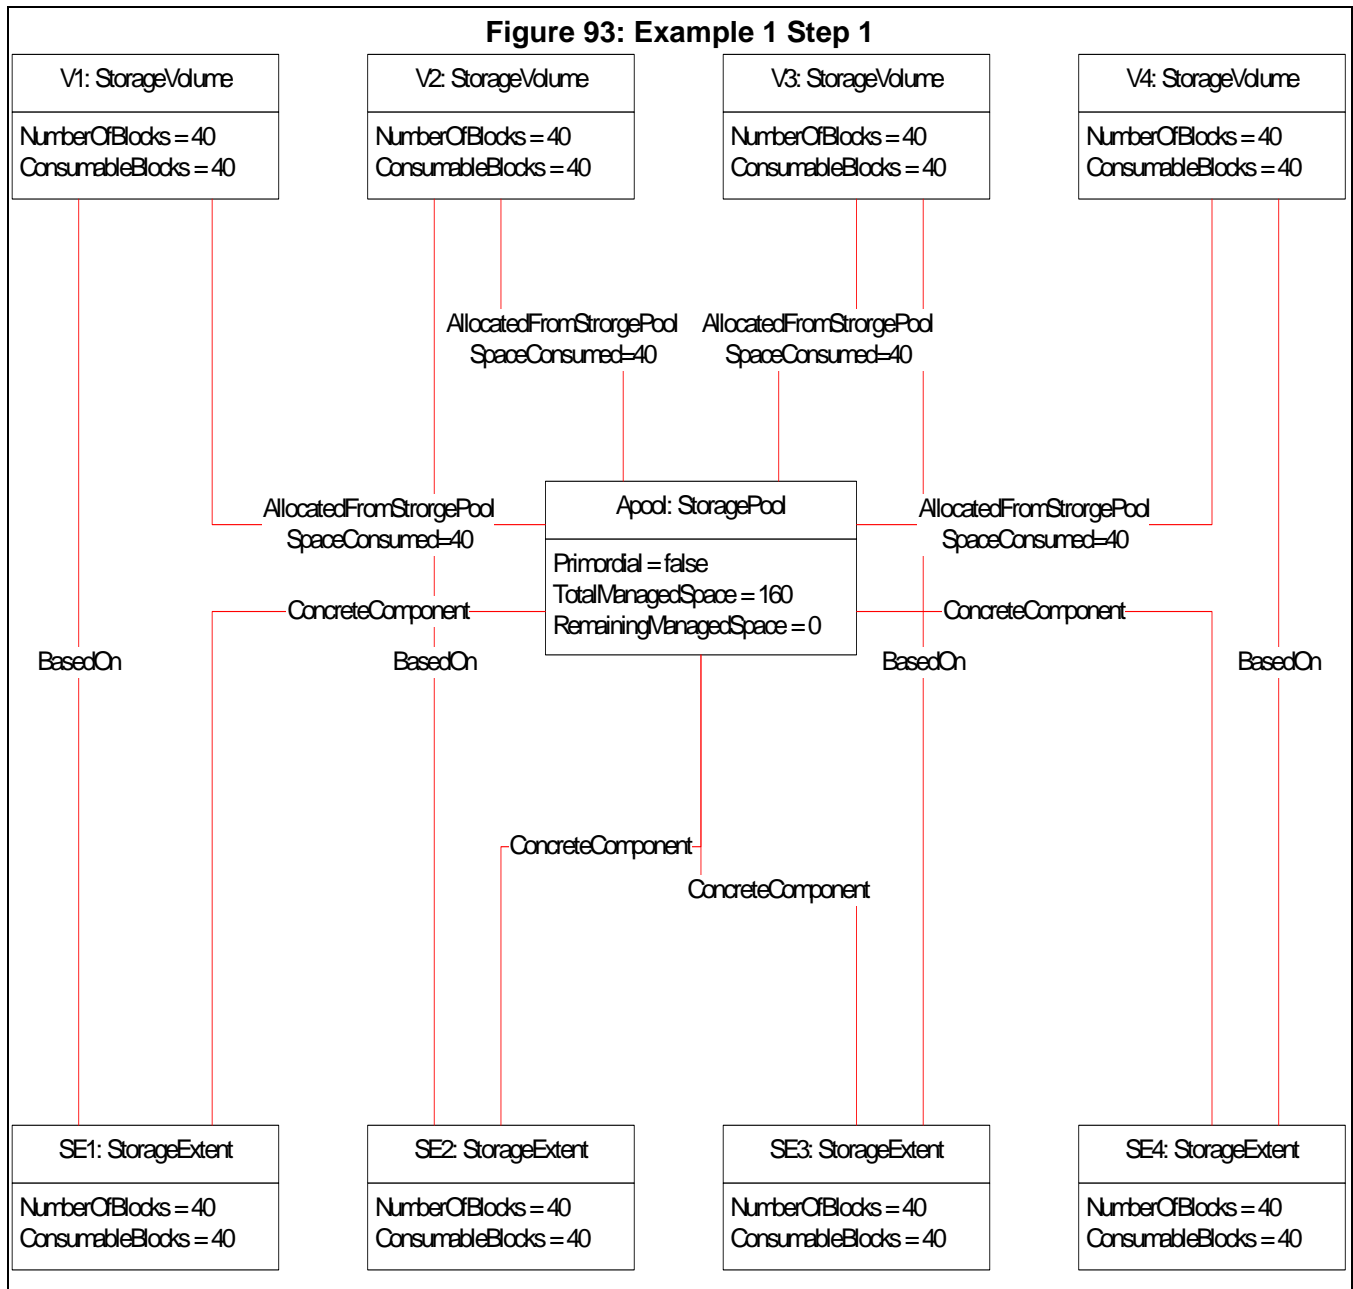 Figure 93: Example 1 Step 1
V1: StorageVolume
NumberOfBlocks = 40
ConsumableBlocks = 40
V2: StorageVolume
NumberOfBlocks = 40
ConsumableBlocks = 40
V3: StorageVolume
NumberOfBlocks = 40
ConsumableBlocks = 40
V4: StorageVolume
NumberOfBlocks = 40
ConsumableBlocks = 40
AllocatedFromStrorgePool
SpaceConsumed=40
AllocatedFromStrorgePool
SpaceConsumed=40
AllocatedFromStrorgePool
SpaceConsumed=40
Apool: StoragePool
Primordial = false
TotalManagedSpace = 160
RemainingManagedSpace = 0
AllocatedFromStrorgePool
SpaceConsumed=40
ConcreteComponent
ConcreteComponent
BasedOn
BasedOn
BasedOn
BasedOn
ConcreteComponent
ConcreteComponent
SE1: StorageExtent
NumberOfBlocks = 40
ConsumableBlocks = 40
SE2: StorageExtent
NumberOfBlocks = 40
ConsumableBlocks = 40
SE3: StorageExtent
NumberOfBlocks = 40
ConsumableBlocks = 40
SE4: StorageExtent
NumberOfBlocks = 40
ConsumableBlocks = 40